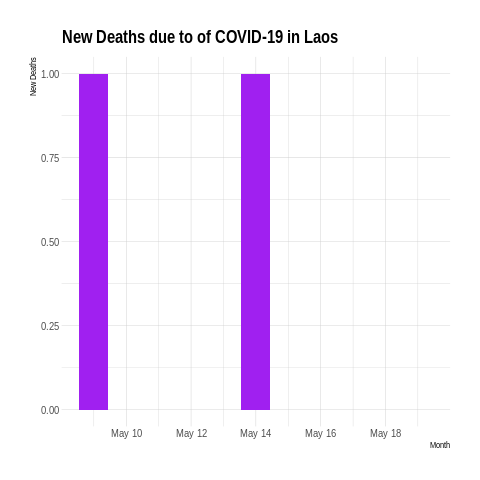 New Deaths due to of COVID-19 in Laos
New Deaths
1.00
0.75
0.50
0.25
0.00
May 10 May 12 May 14 May 16 May 18
Month